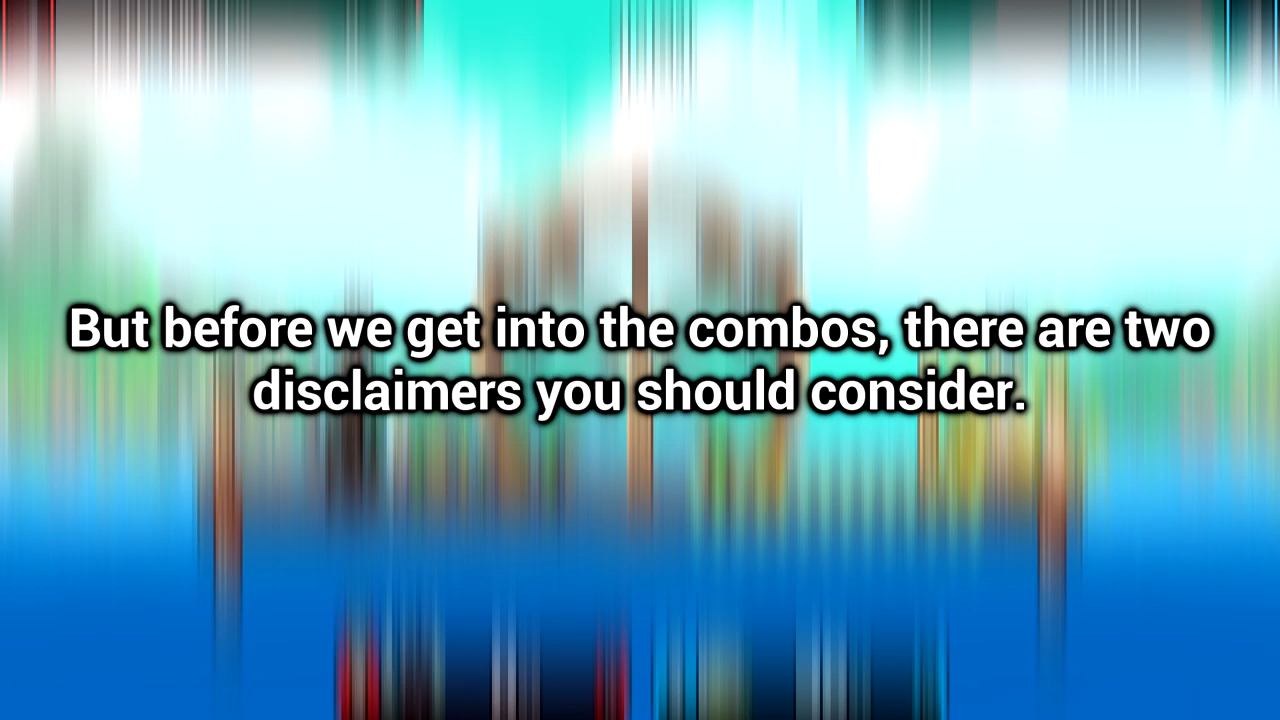 But before we get into the combos, there are two
disclaimers you should consider.